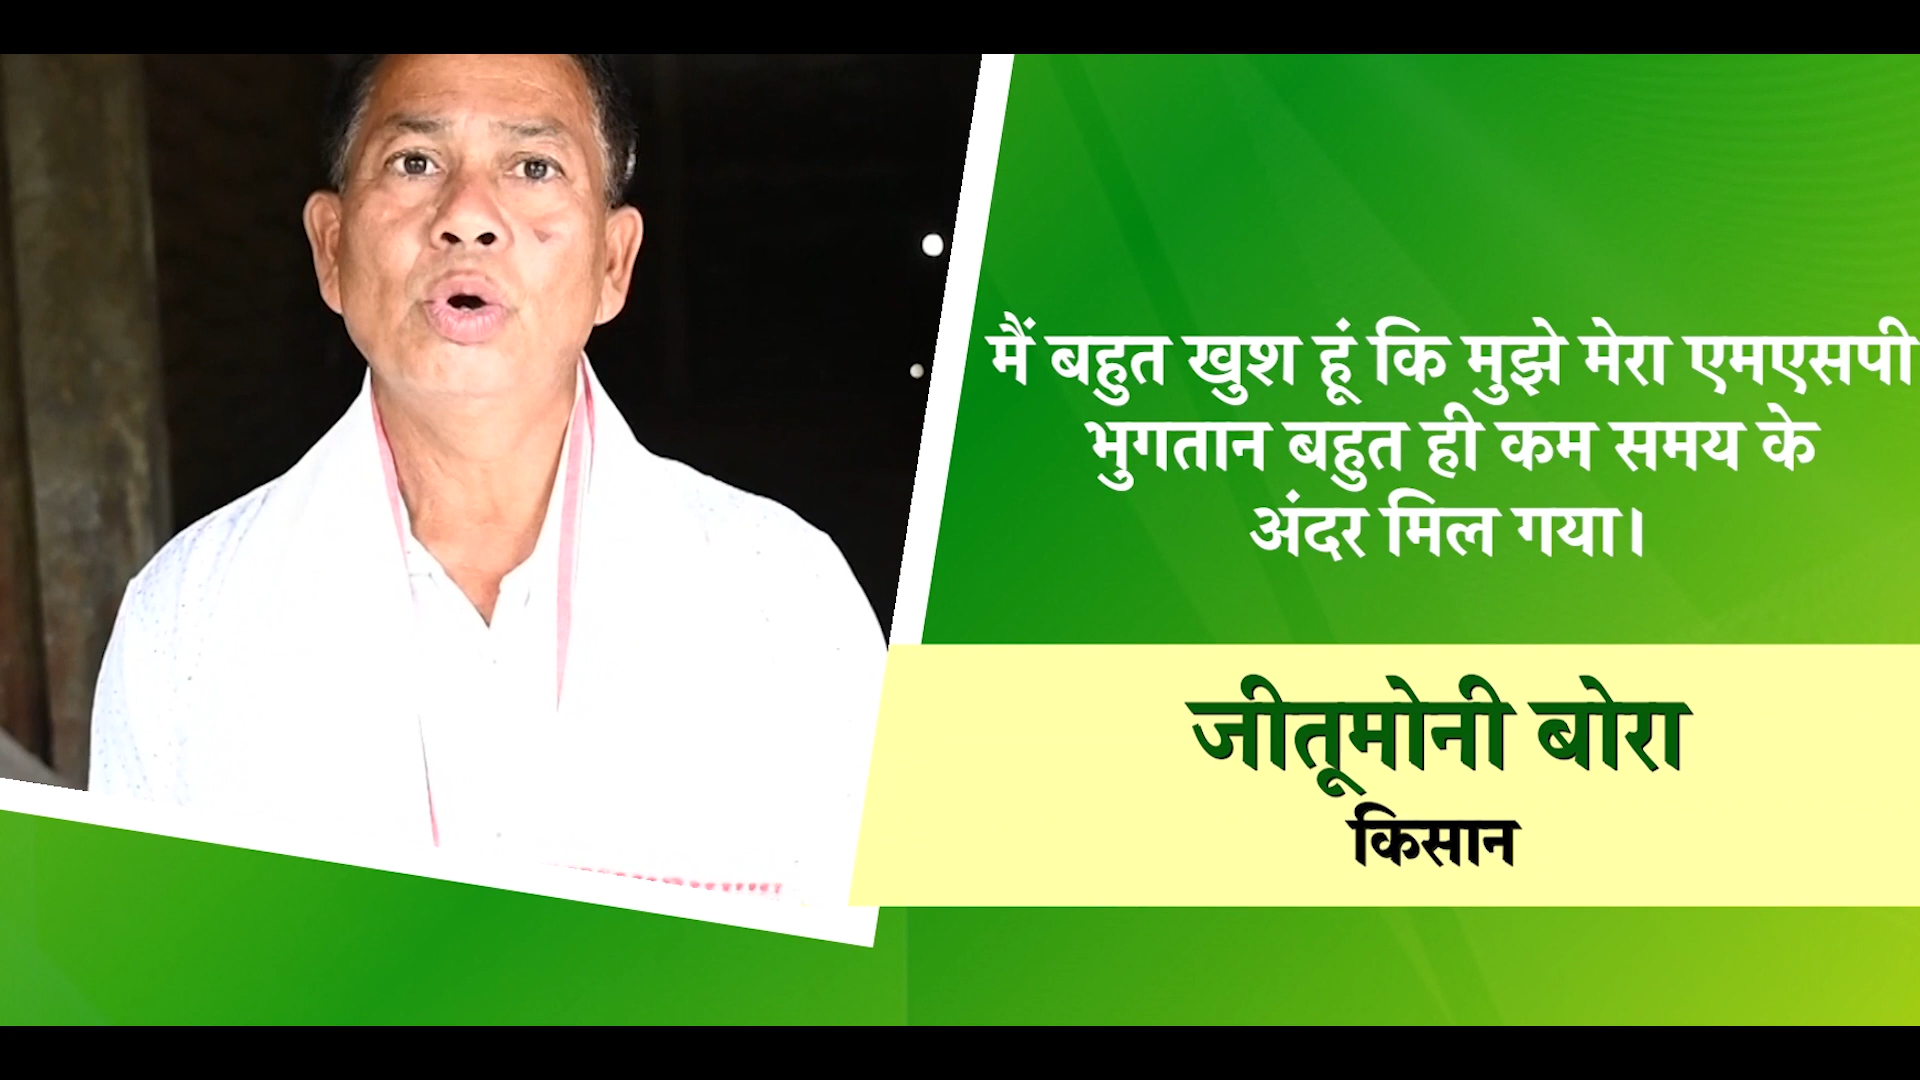 मैं बहुत खुश हूं कि मुझे मेरा एमएसपी
भुगतान बहुत ही कम समय के
अंदर मिल गया।
जीतूमोनी बोरा
किसान